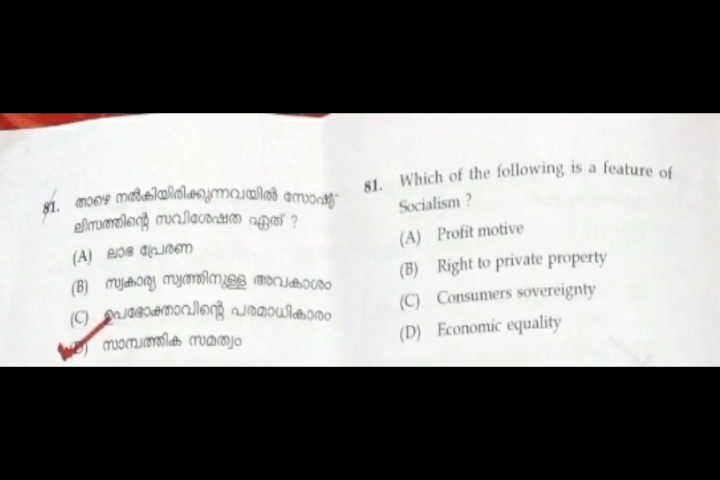 81. താഴെ നൽകിയിരിക്കുന്നവയിൽ സോഷ്യ-
ലിസത്തിന്റെ സവിശേഷത ഏത് ?
(A) ലാഭ പ്രേരണ
(B) സ്വകാര്യ സ്വത്തിനുള്ള അവകാശം
(C) ഉപഭോക്താവിന്റെ പരമാധികാരം
(D) സാമ്പത്തിക സമത്വം
81. Which of the following is a feature of
Socialism ?
(A) Profit motive
(B) Right to private property
(C) Consumers sovereignty
(D) Economic equality